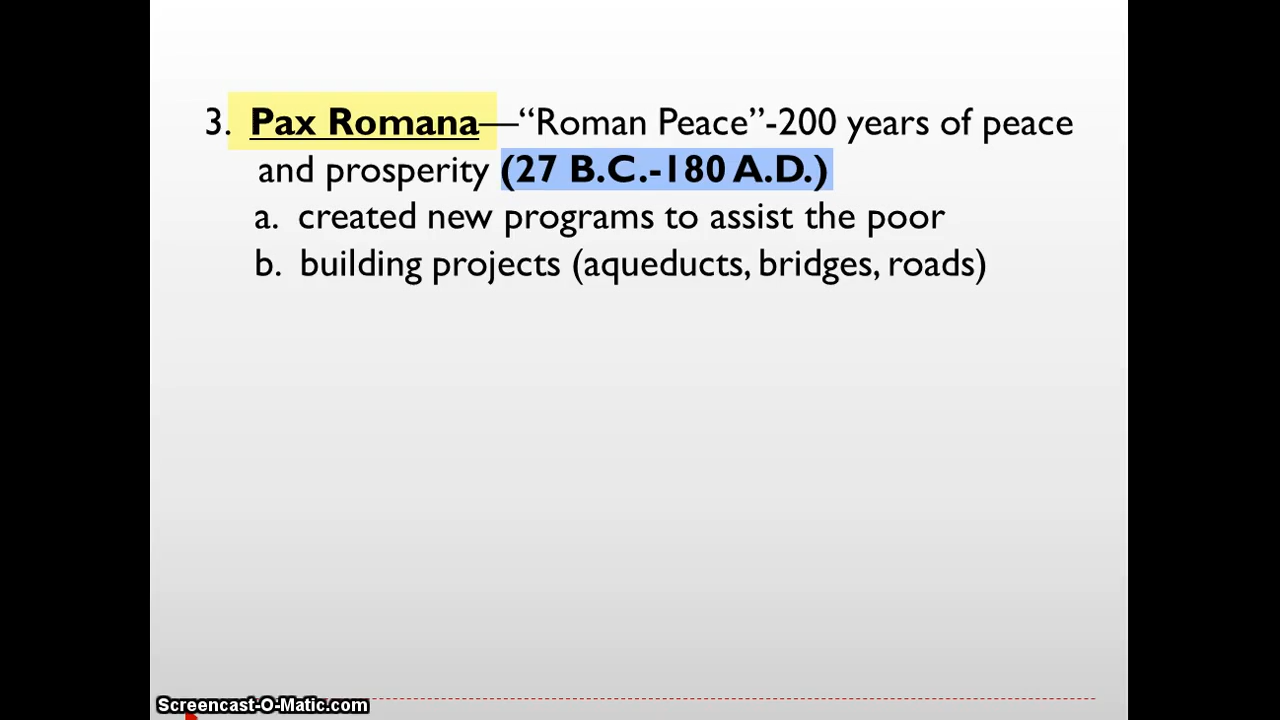 3. Pax Romana—“Roman Peace”-200 years of peace
and prosperity (27 B.C.-180 A.D.)
a. created new programs to assist the poor
b. building projects (aqueducts, bridges, roads)
Screencast-O-Matic.com